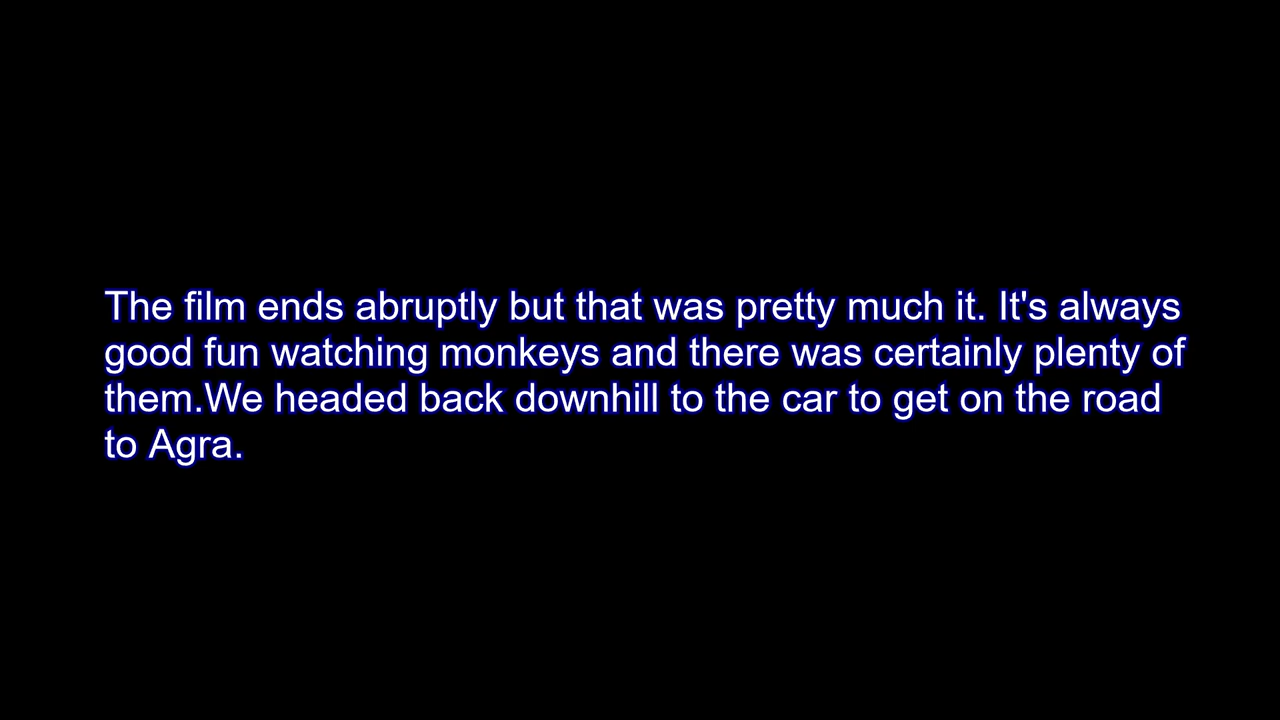 The film ends abruptly but that was pretty much it. It's always
good fun watching monkeys and there was certainly plenty of
them.We headed back downhill to the car to get on the road
to Agra.